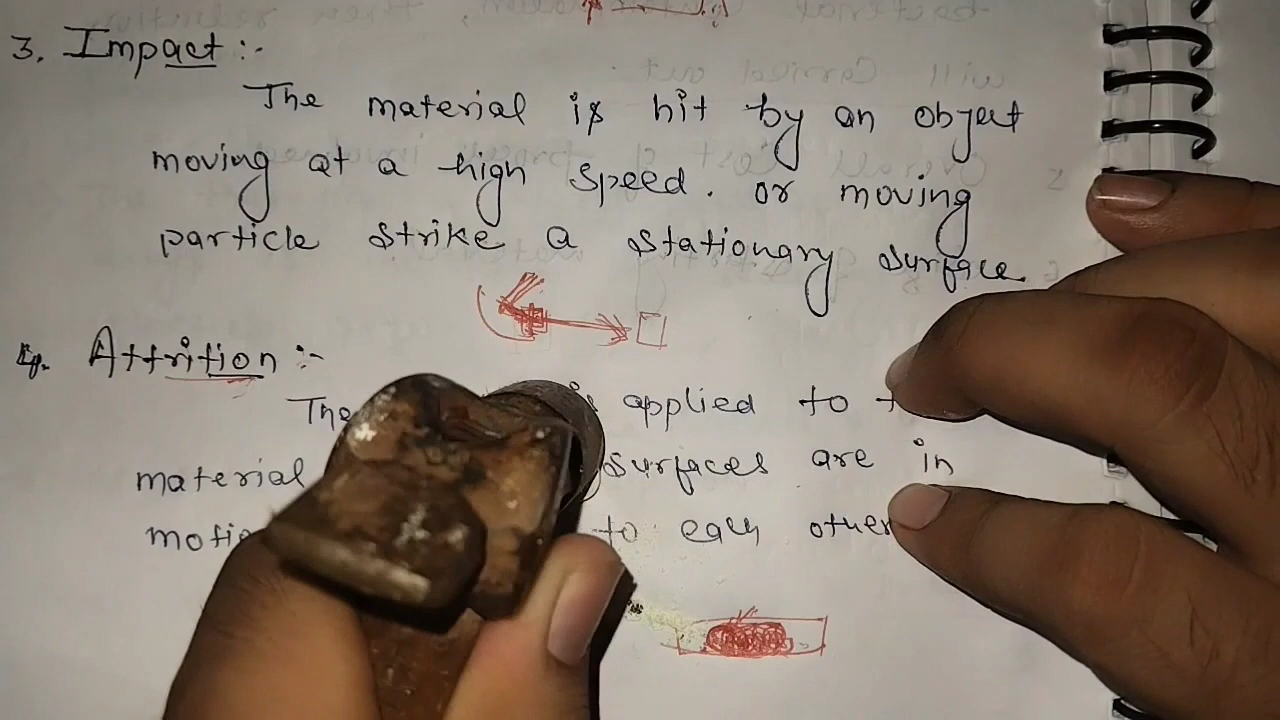 3. Impact :-
The material is hit by an object
moving at a high speed. or moving
particle strike a stationary surface.
4. Attrition :-
The is applied to
material surfaces are in
to each other